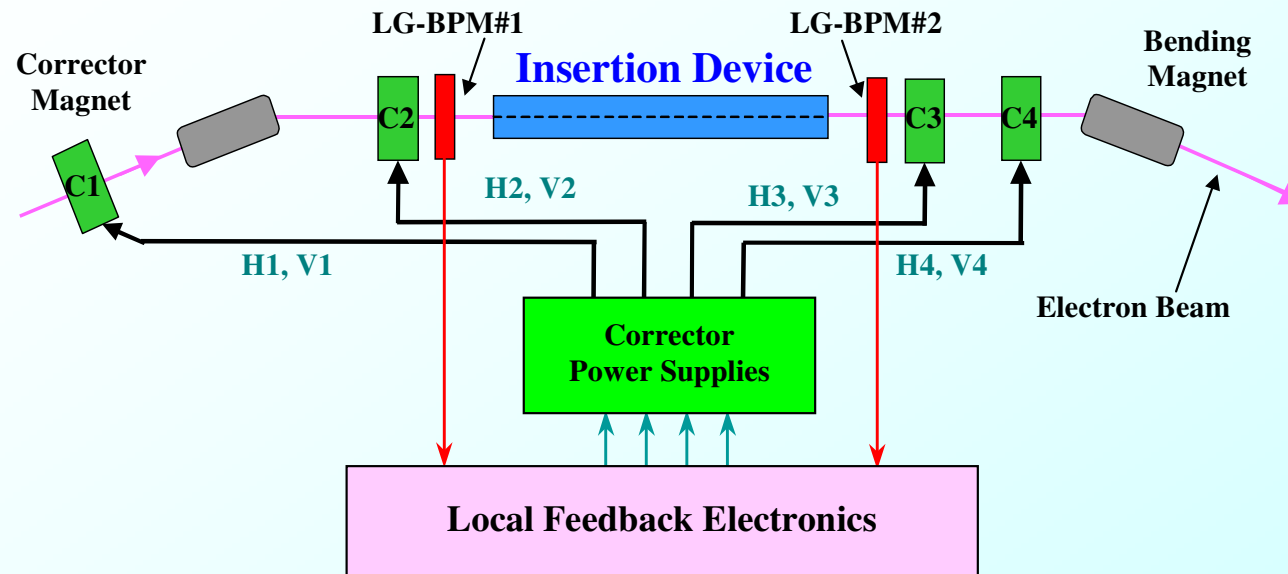 LG-BPM#1
LG-BPM#2
Bending
Magnet
Corrector
Magnet
Insertion Device
C1
C2
C3
C4
H2, V2
H3, V3
H1, V1
H4, V4
Electron Beam
Corrector
Power Supplies
Local Feedback Electronics